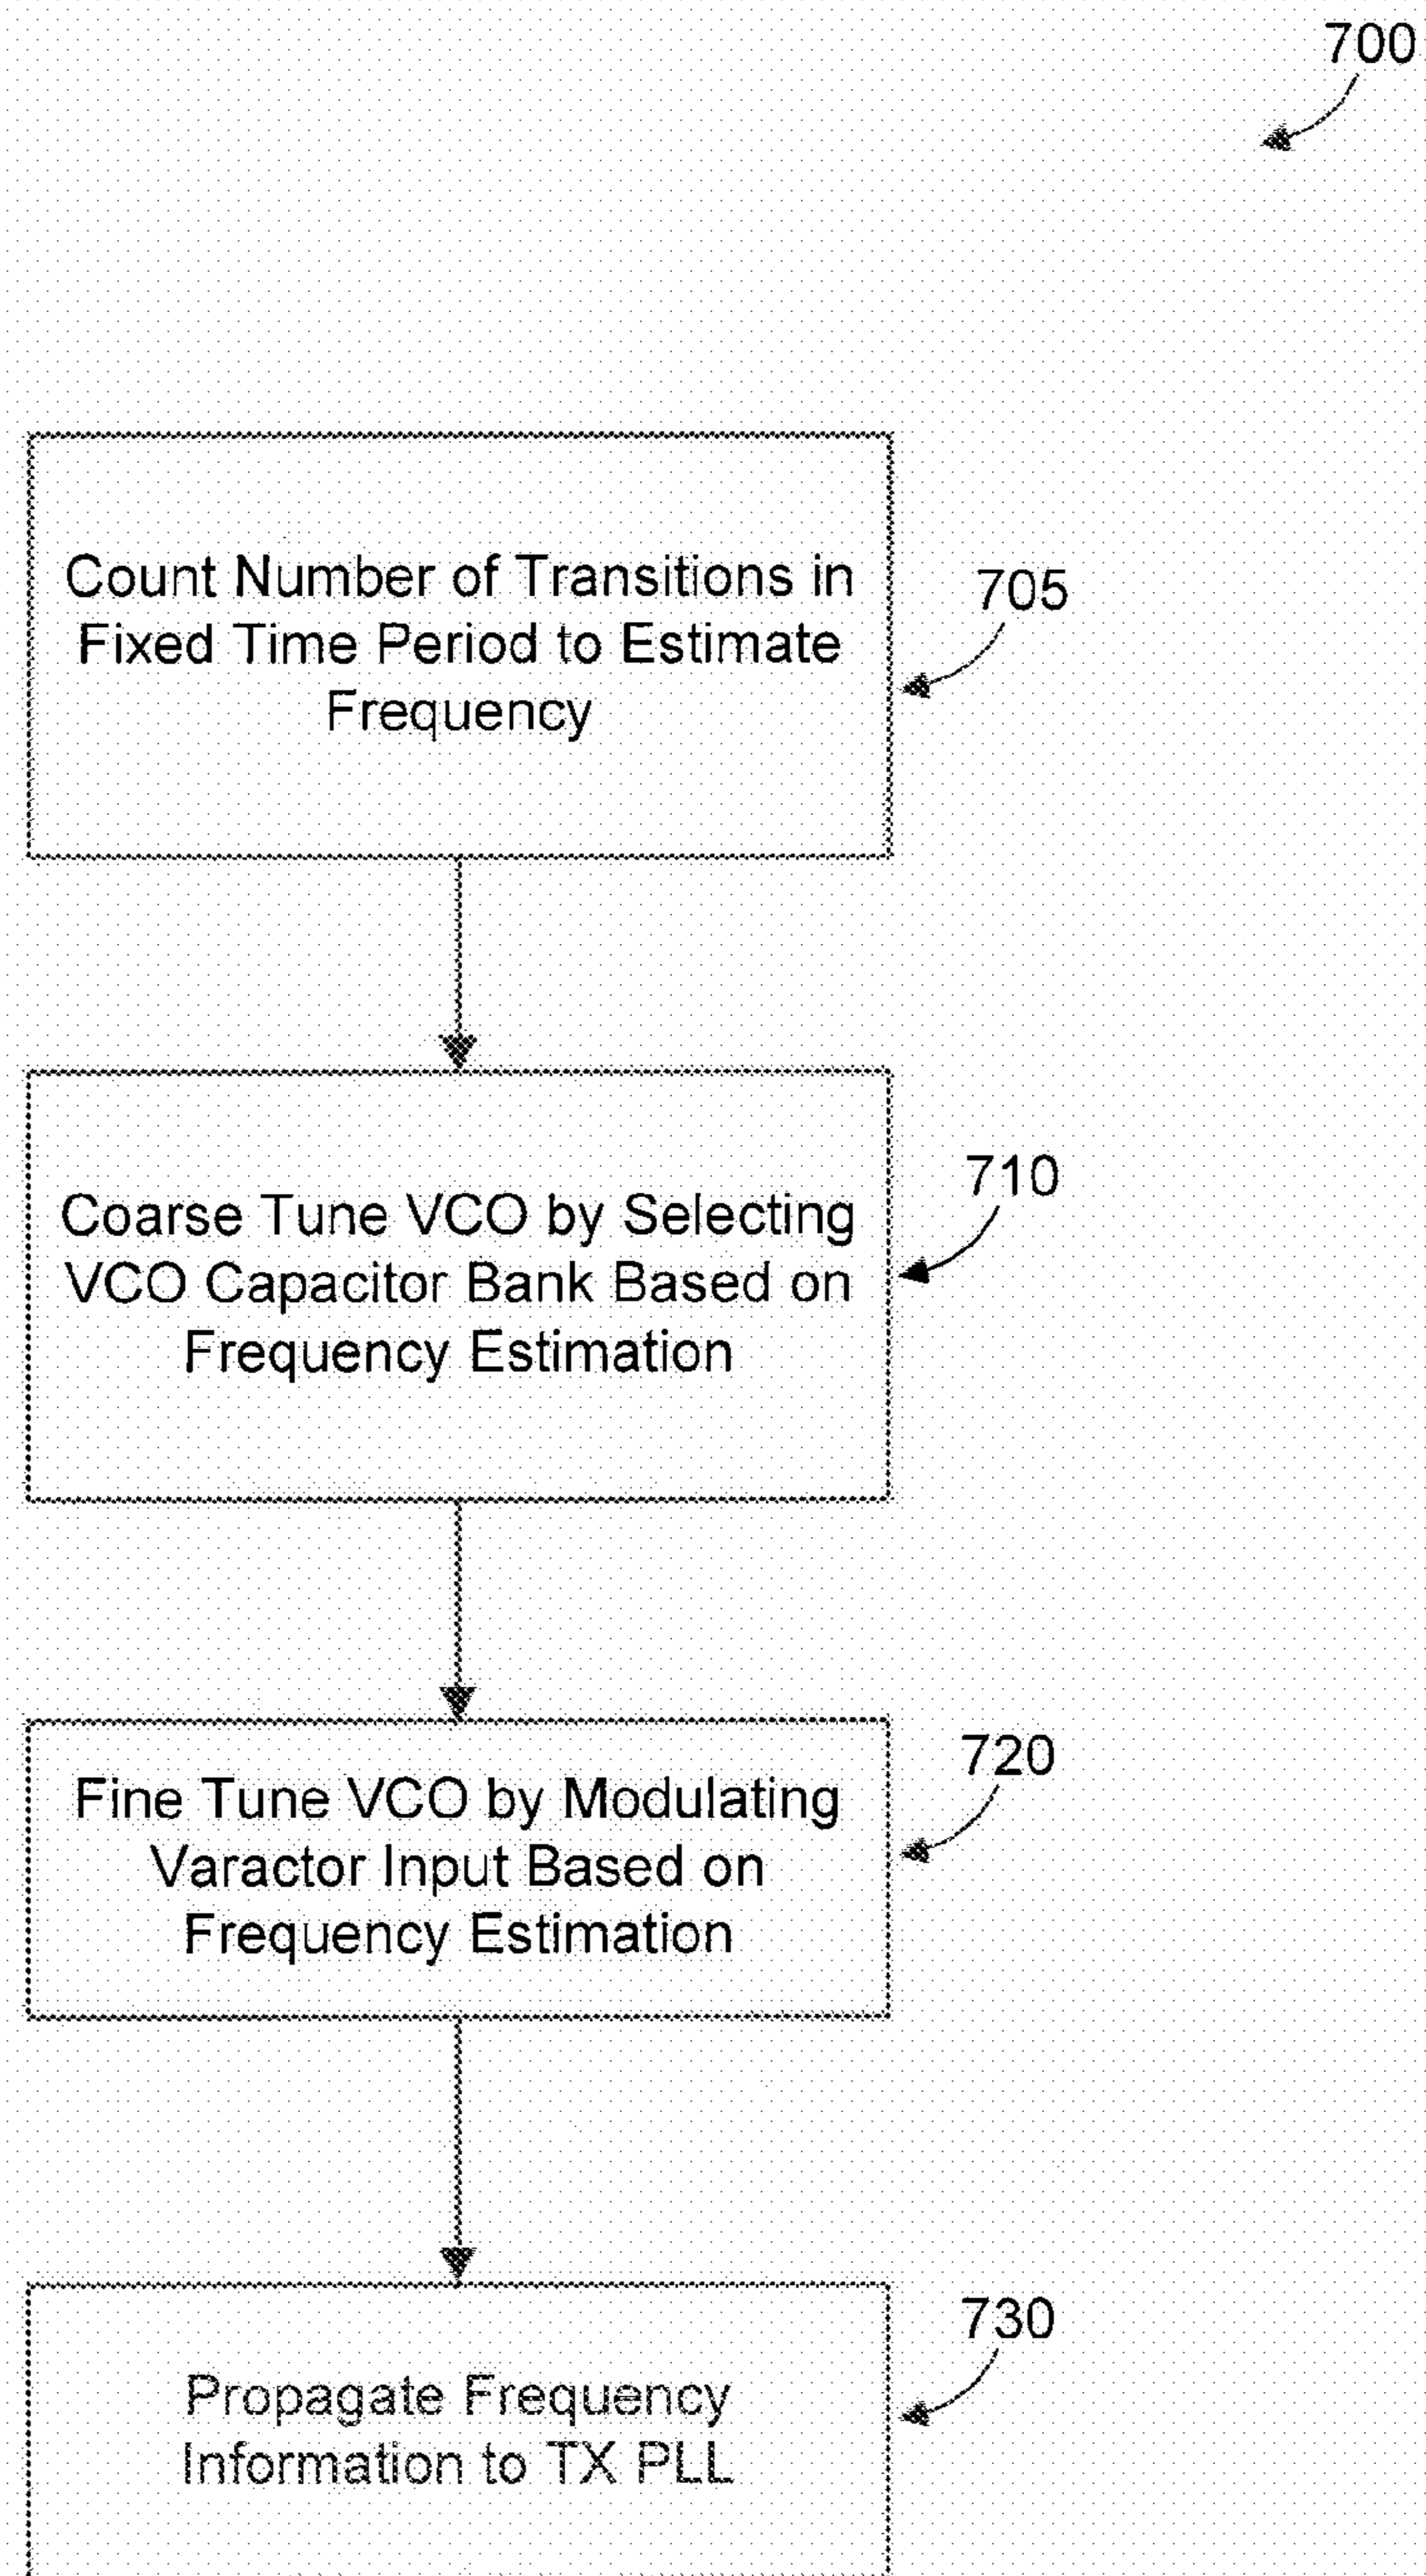 700
Count Number of Transitions in
Fixed Time Period to Estimate
Frequency
705
Coarse Tune VCO by Selecting
VCO Capacitor Bank Based on
Frequency Estimation
710
Fine Tune VCO by Modulating
Varactor Input Based on
Frequency Estimation
720
Propagate Frequency
Information to TX PLL
730